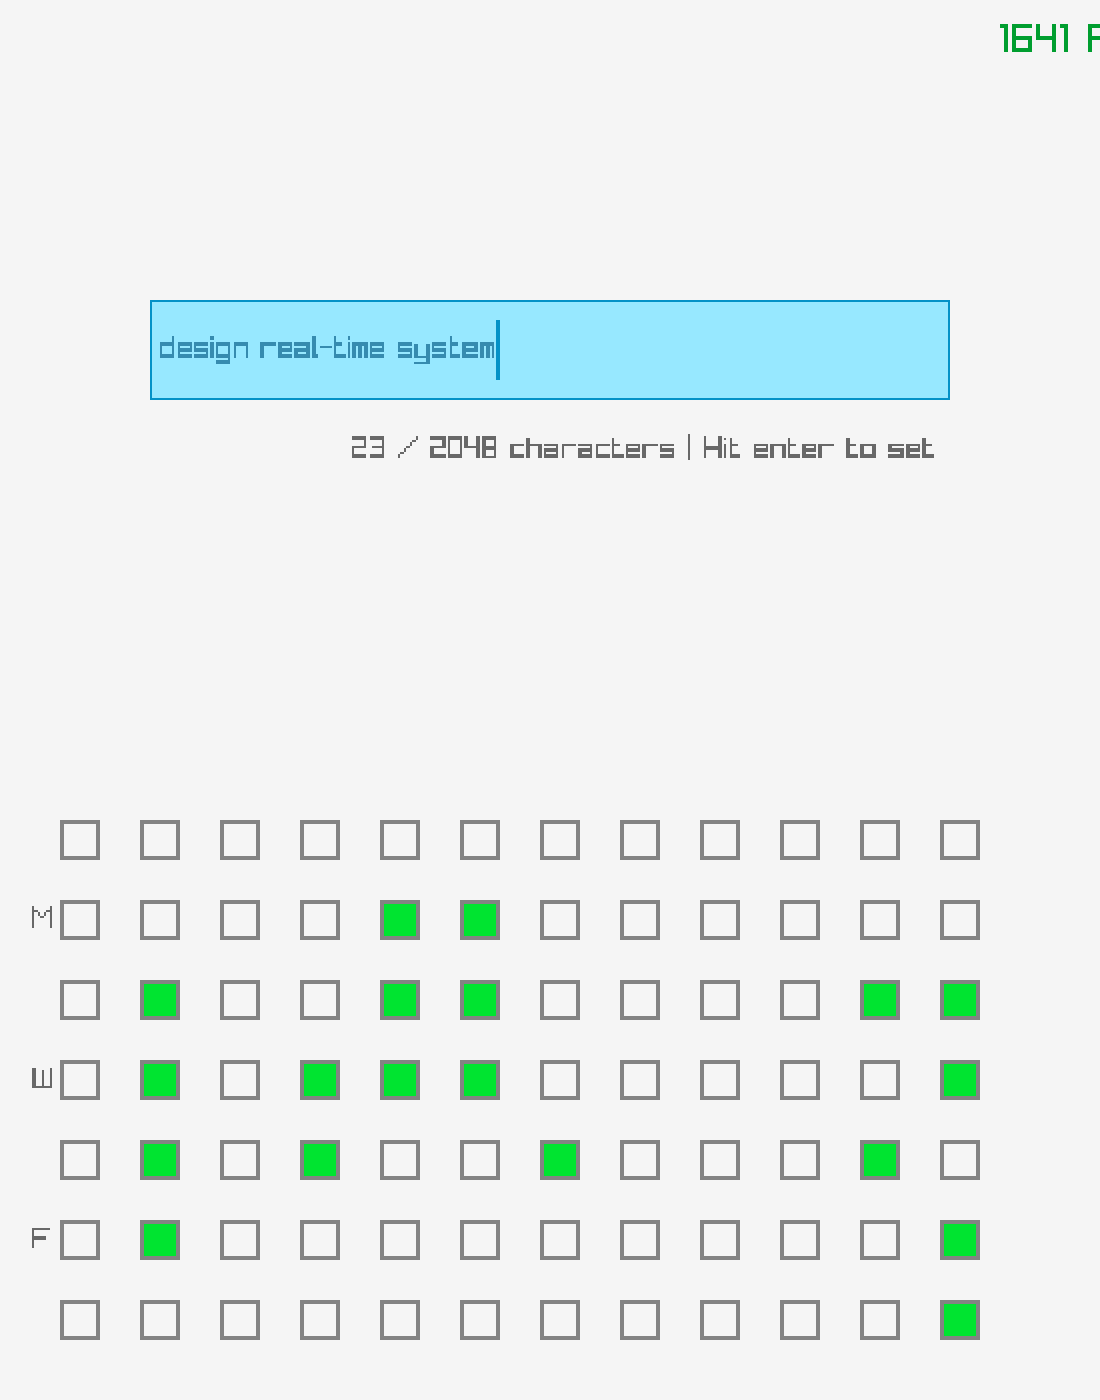 1641
design real-time system
23 / 2048 characters | Hit enter to set
M
W
F